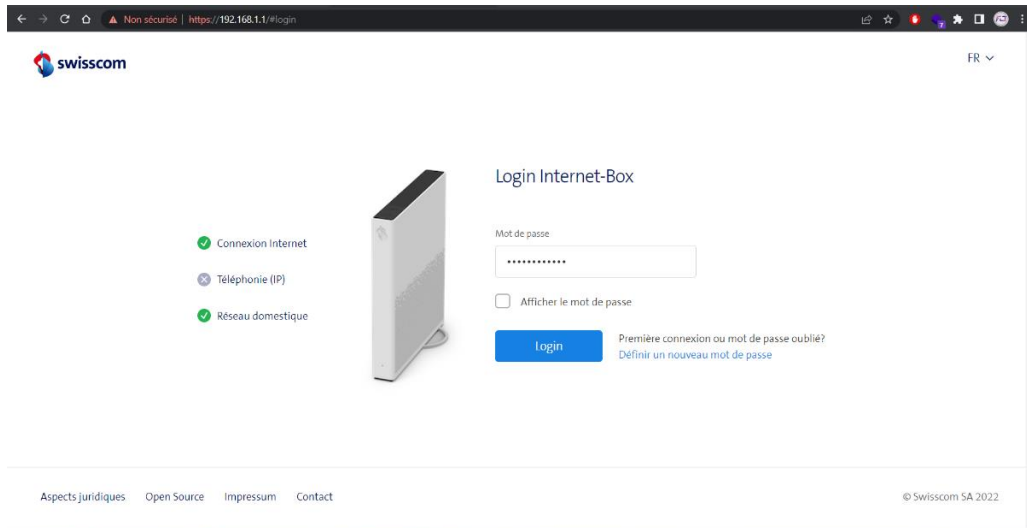 Non sécurisé | https://192.168.1.1/#login
swisscom
FR
Login Internet-Box
Mot de passe
Connexion Internet
Téléphonie (IP)
Réseau domestique
Afficher le mot de passe
Login
Première connexion ou mot de passe oublié?
Définir un nouveau mot de passe
Aspects juridiques Open Source Impressum Contact
© Swisscom SA 2022